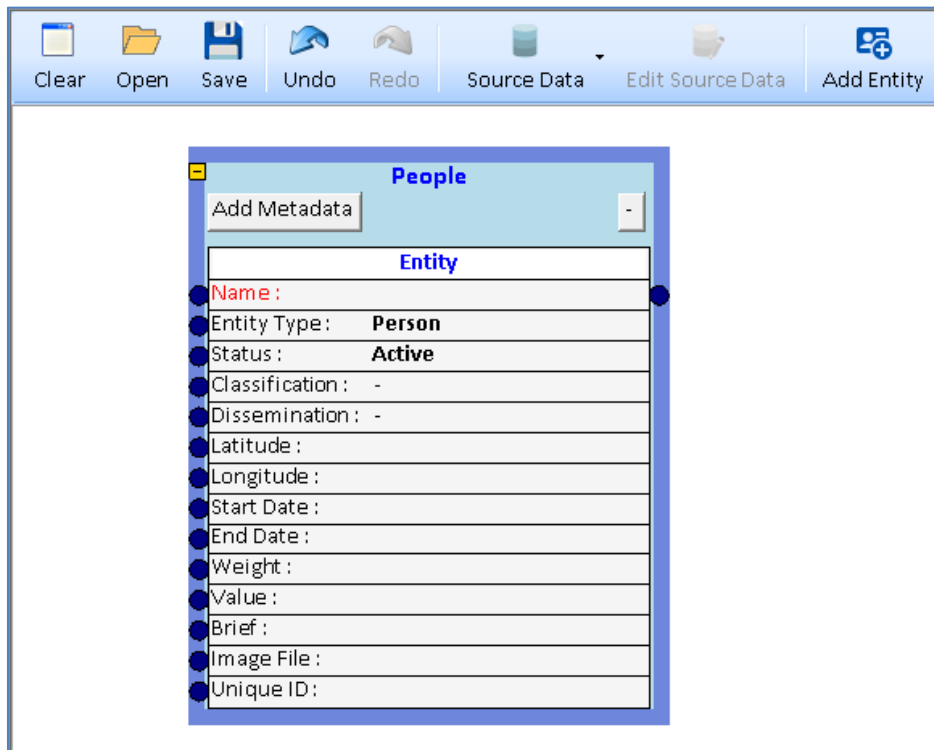 Clear Open Save Undo Redo Source Data Edit Source Data Add Entity
People
Add Metadata -
Entity
Name :
Entity Type : Person
Status : Active
Classification : -
Dissemination : -
Latitude :
Longitude :
Start Date :
End Date :
Weight :
Value :
Brief :
Image File :
Unique ID :